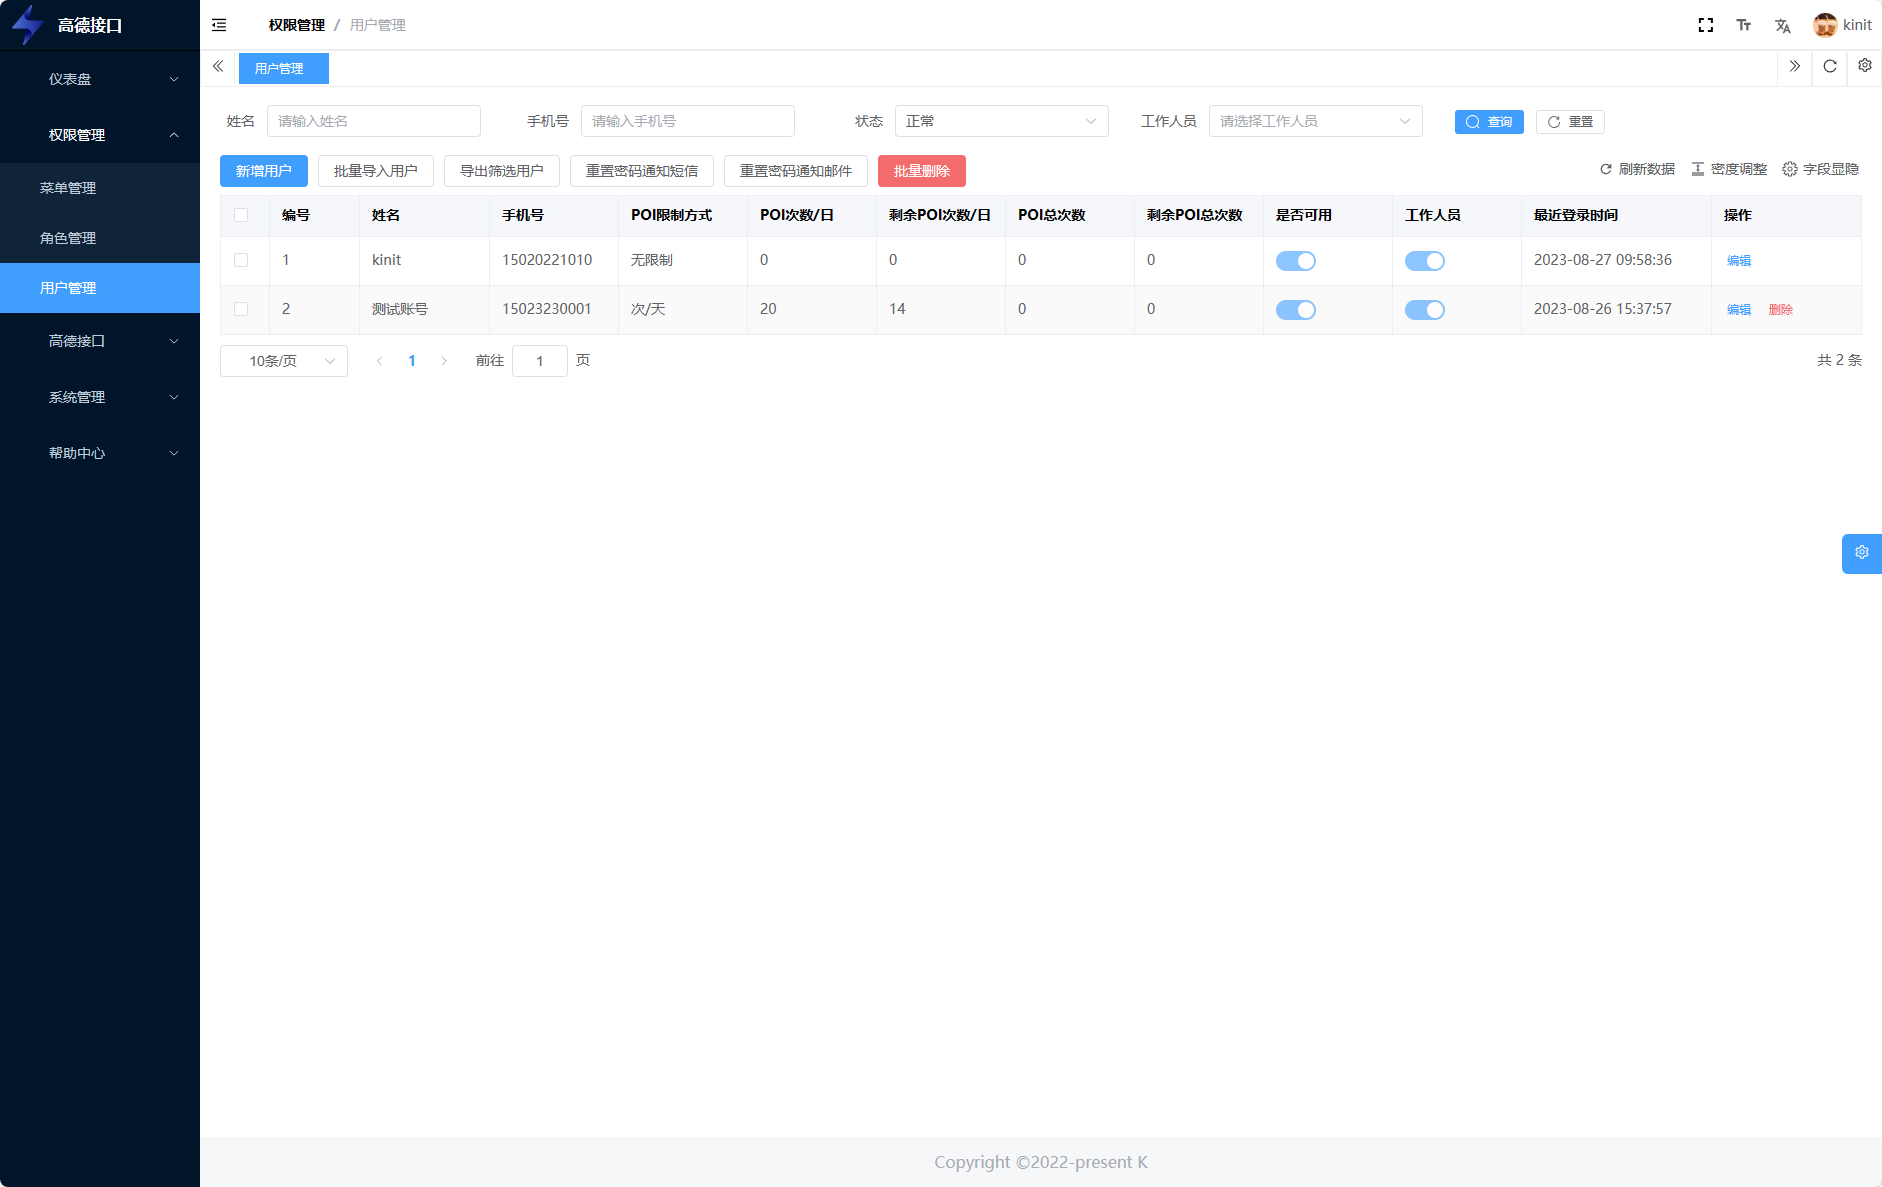 高德接口
权限管理 / 用户管理
kinit
仪表盘
权限管理
菜单管理
角色管理
用户管理
高德接口
系统管理
帮助中心
用户管理
姓名 请输入姓名 手机号 请输入手机号 状态 正常 工作人员 请选择工作人员 查询 重置
新增用户 批量导入用户 导出筛选用户 重置密码通知短信 重置密码通知邮件 批量删除 刷新数据 密度调整 字段显隐
编号 姓名 手机号 POI限制方式 POI次数/日 剩余POI次数/日 POI总次数 剩余POI总次数 是否可用 工作人员 最近登录时间 操作
1 kinit 15020221010 无限制 0 0 0 0 2023-08-27 09:58:36 编辑
2 测试账号 15023230001 次/天 20 14 0 0 2023-08-26 15:37:57 编辑 删除
10条/页 1 前往 1 页 共 2 条
Copyright ©2022-present K